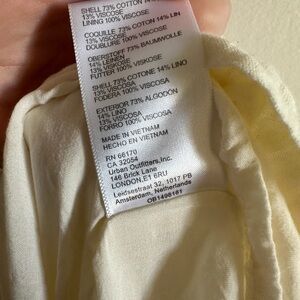 SHELL 73% COTTON 14% LINEN
13% VISCOSE
LINING 100% VISCOSE
COQUILLE 73% COTON 14% LIN
13% VISCOSE
DOUBLURE 100% VISCOSE
OBERSTOFF 73% BAUMWOLLE
14% LEINEN
13% VISKOSE
FUTTER 100% VISKOSE
SHELL 73% COTONE 14% LINO
13% VISCOSA
FODERA 100% VISCOSA
EXTERIOR 73% ALGODÓN
14% LINO
13% VISCOSA
FORRO 100% VISCOSA
MADE IN VIETNAM
HECHO EN VIETNAM
RN 66170
CA 32054
Urban Outfitters,Inc.
146 Brick Lane
LONDON,E1 6RU
Leidsestraat 32, 1017 PB
Amsterdam, Netherlands
OB1498161